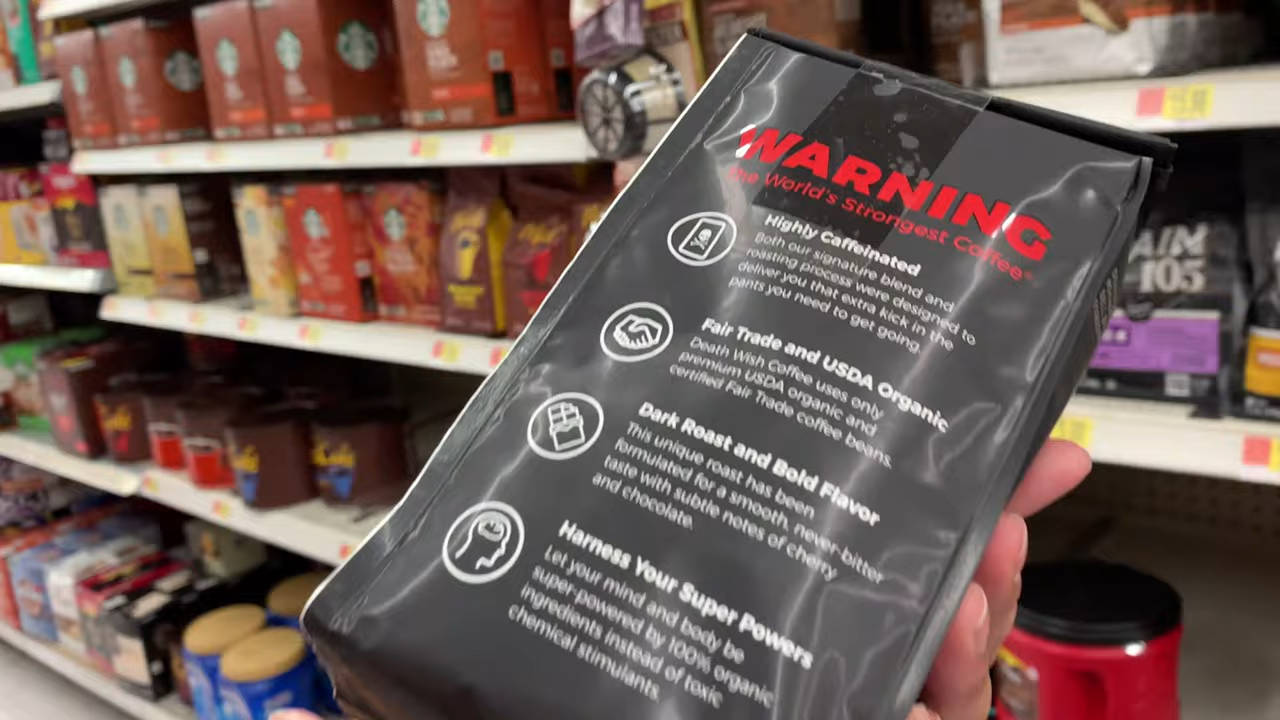 WARNING
The World's Strongest Coffee®
Highly Caffeinated
Both our signature blend and
roasting process were designed to
deliver you that extra kick in the
pants you need to get going.
Fair Trade and USDA Organic
Death Wish Coffee uses only
premium USDA organic and
certified Fair Trade coffee beans.
Dark Roast and Bold Flavor
This unique roast has been
formulated for a smooth, never-bitter
taste with subtle notes of cherry
and chocolate.
Harness Your Super Powers
Let your mind and body be
super-powered by 100% organic
ingredients instead of toxic
chemical stimulants.
AIN
105